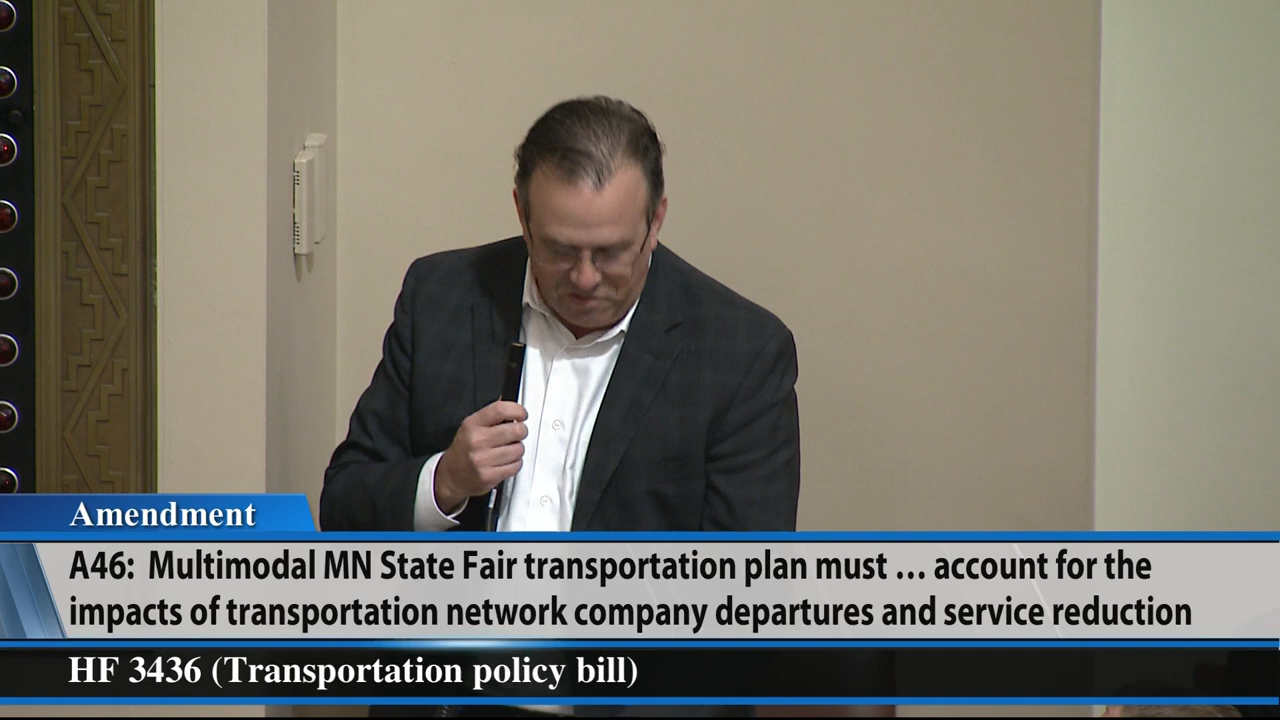 Amendment
A46: Multimodal MN State Fair transportation plan must ... account for the
impacts of transportation network company departures and service reduction
HF 3436 (Transportation policy bill)